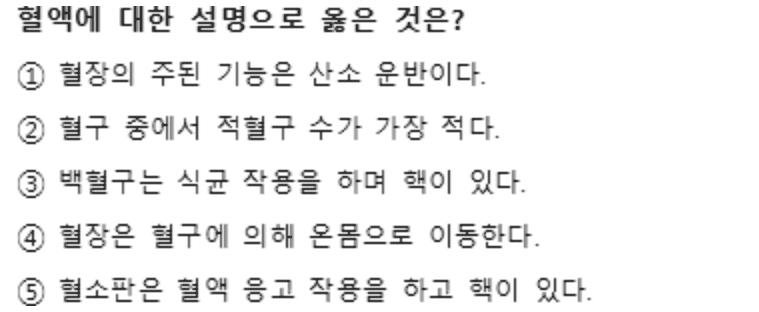 혈액에 대한 설명으로 옳은 것은?
① 혈장의 주된 기능은 산소 운반이다.
② 혈구 중에서 적혈구 수가 가장 적다.
③ 백혈구는 식균 작용을 하며 핵이 있다.
④ 혈장은 혈구에 의해 온몸으로 이동한다.
⑤ 혈소판은 혈액 응고 작용을 하고 핵이 있다.